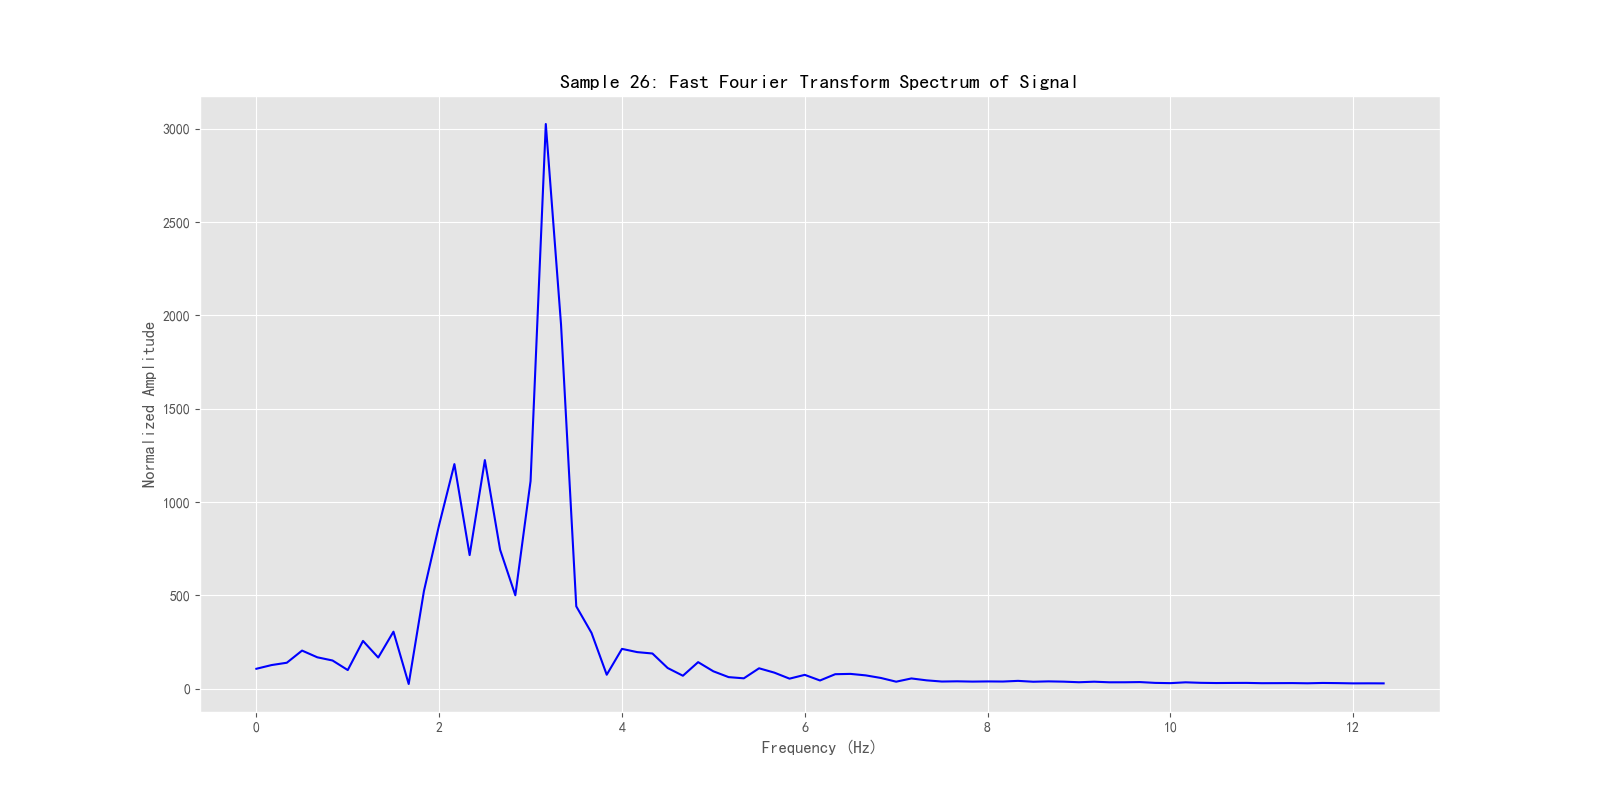 Sample 26: Fast Fourier Transform Spectrum of Signal
3000
2500
2000
1500
1000
500
0
Normalized Amplitude
0 2 4 6 8 10 12
Frequency (Hz)